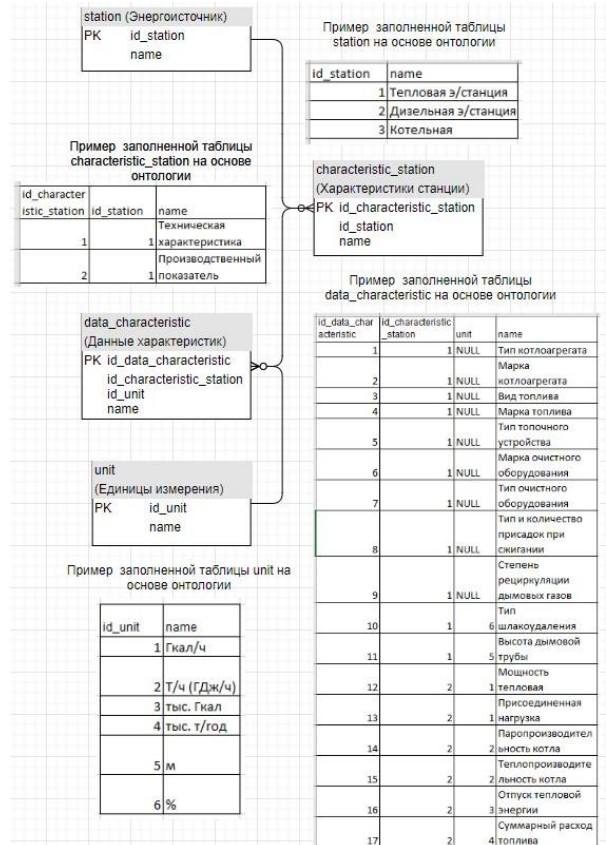 station (Энергоисточник)
PK id_station
name
Пример заполненной таблицы
station на основе онтологии
id_station name
1 Тепловая э/станция
2 Дизельная э/станция
3 Котельная
Пример заполненной таблицы
characteristic_station на основе
онтологии
id_character
istic_station id_station name
Техническая
1 1 характеристика
Производственный
2 1 показатель
characteristic_station
(Характеристики станции)
PK id_characteristic_station
id_station
name
data_characteristic
(Данные характеристик)
PK id_data_characteristic
id_characteristic_station
id_unit
name
unit
(Единицы измерения)
PK id_unit
name
Пример заполненной таблицы unit на
основе онтологии
id_unit name
1 Гкал/ч
2 Т/ч (ГДж/ч)
3 тыс. Гкал
4 тыс. т/год
5 м
6 %
Пример заполненной таблицы
data_characteristic на основе онтологии
id_data_char id_characteristic
acteristic _station unit name
1 1 NULL Тип котлоагрегата
Марка
2 1 NULL котлоагрегата
3 1 NULL Вид топлива
4 1 NULL Марка топлива
Тип топочного
5 1 NULL устройства
Марка очистного
6 1 NULL оборудования
Тип очистного
7 1 NULL оборудования
Тип и количество
присадок при
8 1 NULL сжигании
Степень
рециркуляции
9 1 NULL дымовых газов
Тип
10 1 6 шлакоудаления
Высота дымовой
11 1 5 трубы
Мощность
12 2 1 тепловая
Присоединенная
13 2 1 нагрузка
Паропроизводител
14 2 2 ьность котла
Теплопроизводите
15 2 2 льность котла
Отпуск тепловой
16 2 3 энергии
Суммарный расход
17 2 4 топлива